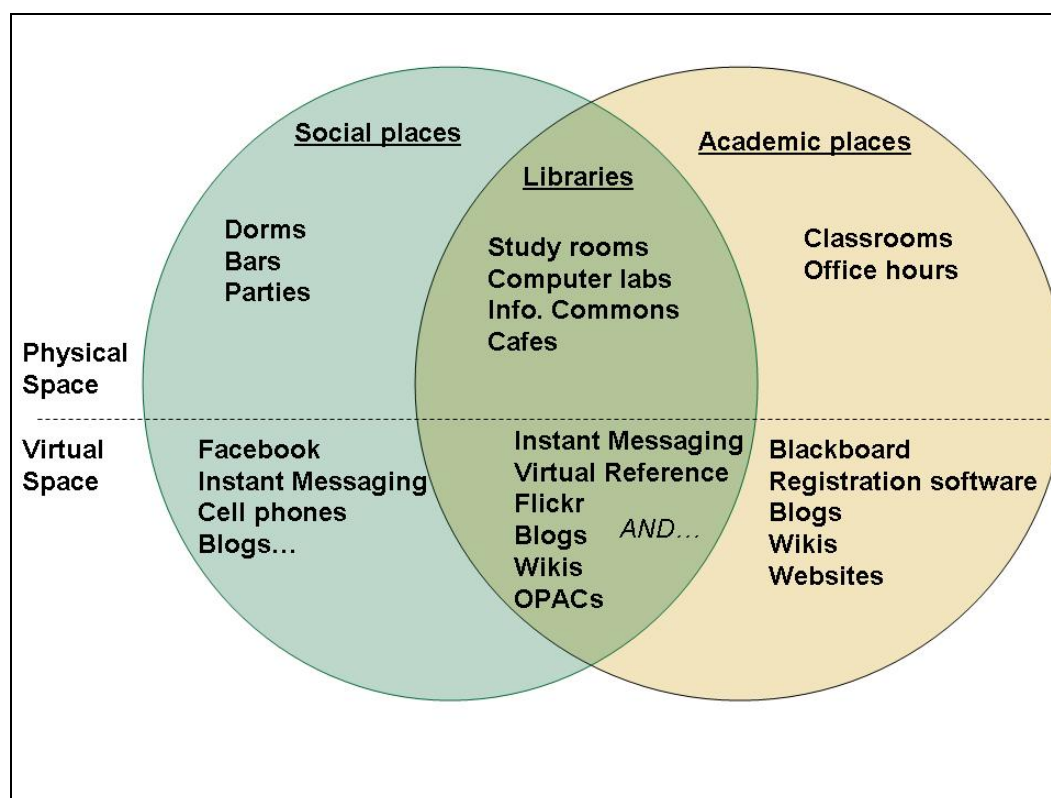 Social places
Dorms
Bars
Parties
Libraries
Study rooms
Computer labs
Info. Commons
Cafes
Academic places
Classrooms
Office hours
Physical
Space
Virtual
Space
Facebook
Instant Messaging
Cell phones
Blogs…
Instant Messaging
Virtual Reference
Flickr
Blogs
Wikis
OPACs
AND…
Blackboard
Registration software
Blogs
Wikis
Websites